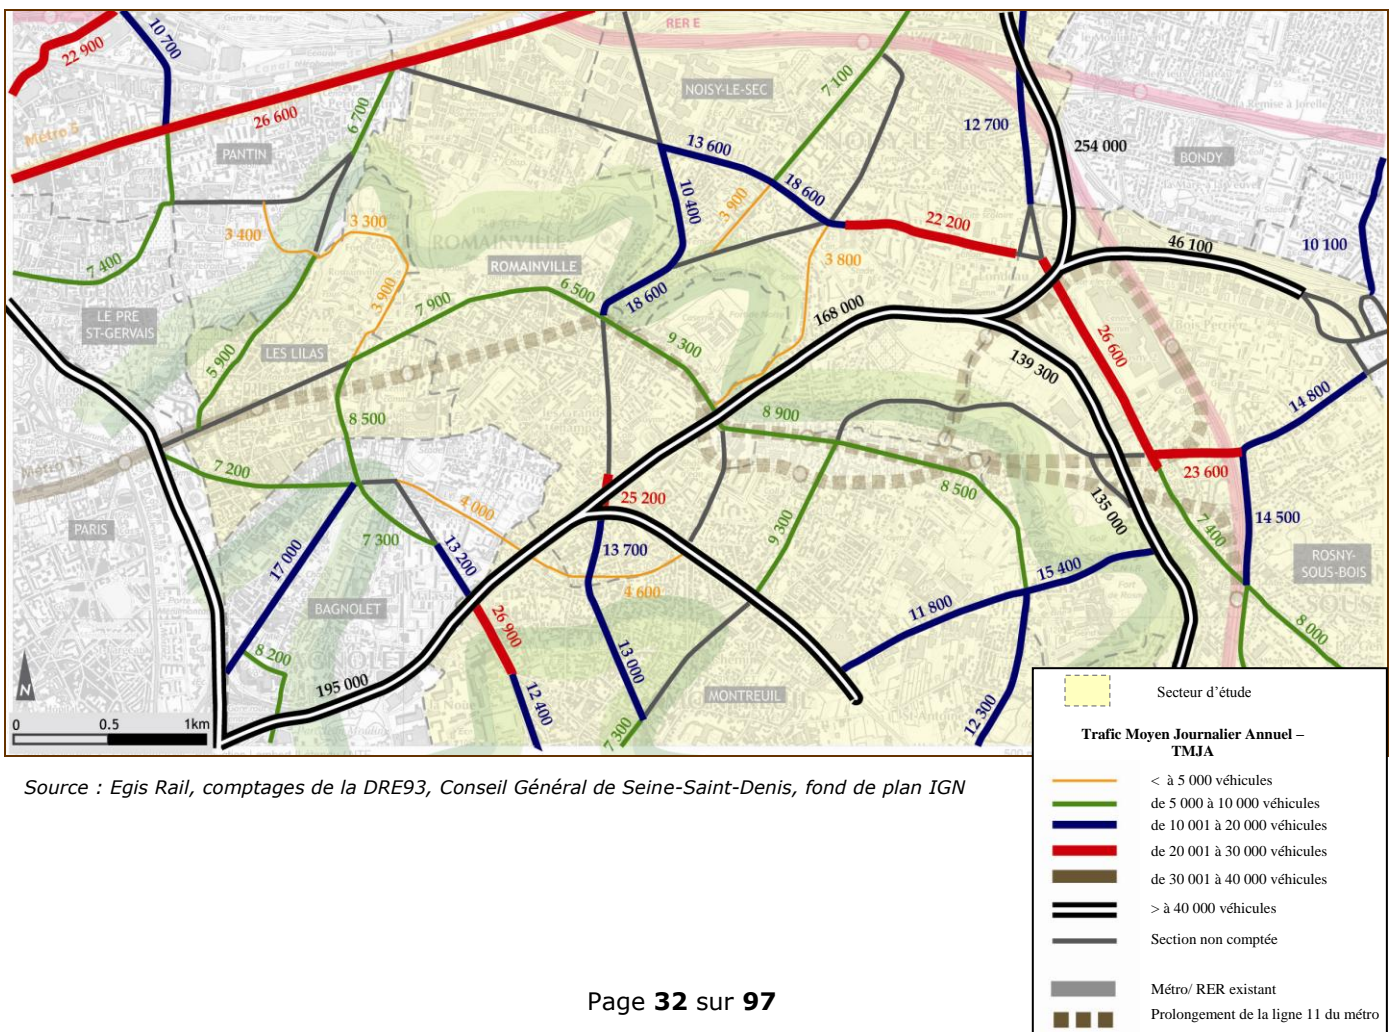 RER E
10 700
22 900
7 100
NOISY-LE-SEC
26 600
6 700
12 700
13 600
254 000
Métro 5
PANTIN
BONDY
18 600
10 400
3 900
3 300
3 400
22 200
46 100
10 100
ROMAINVILLE
ROMAINVILLE
3 800
7 400
3 900
7 900
6 500
18 600
168 000
LE PRE
ST-GERVAIS
LES LILAS
9 300
26 600
139 300
5 900
14 800
8 500
8 900
7 200
Métro 11
23 600
8 500
4 000
25 200
135 000
PARIS
9 300
14 500
7 300
7 400
13 700
17 000
13 200
15 400
ROSNY-
SOUS-BOIS
4 600
BAGNOLET
11 800
26 900
8 000
8 200
13 000
195 000
MONTREUIL
12 400
12 300
7 300
N
0 0.5 1km
Secteur d'étude
Trafic Moyen Journalier Annuel –
TMJA
< à 5 000 véhicules
de 5 000 à 10 000 véhicules
de 10 001 à 20 000 véhicules
de 20 001 à 30 000 véhicules
de 30 001 à 40 000 véhicules
> à 40 000 véhicules
Section non comptée
Métro/ RER existant
Prolongement de la ligne 11 du métro
Source : Egis Rail, comptages de la DRE93, Conseil Général de Seine-Saint-Denis, fond de plan IGN
Page 32 sur 97